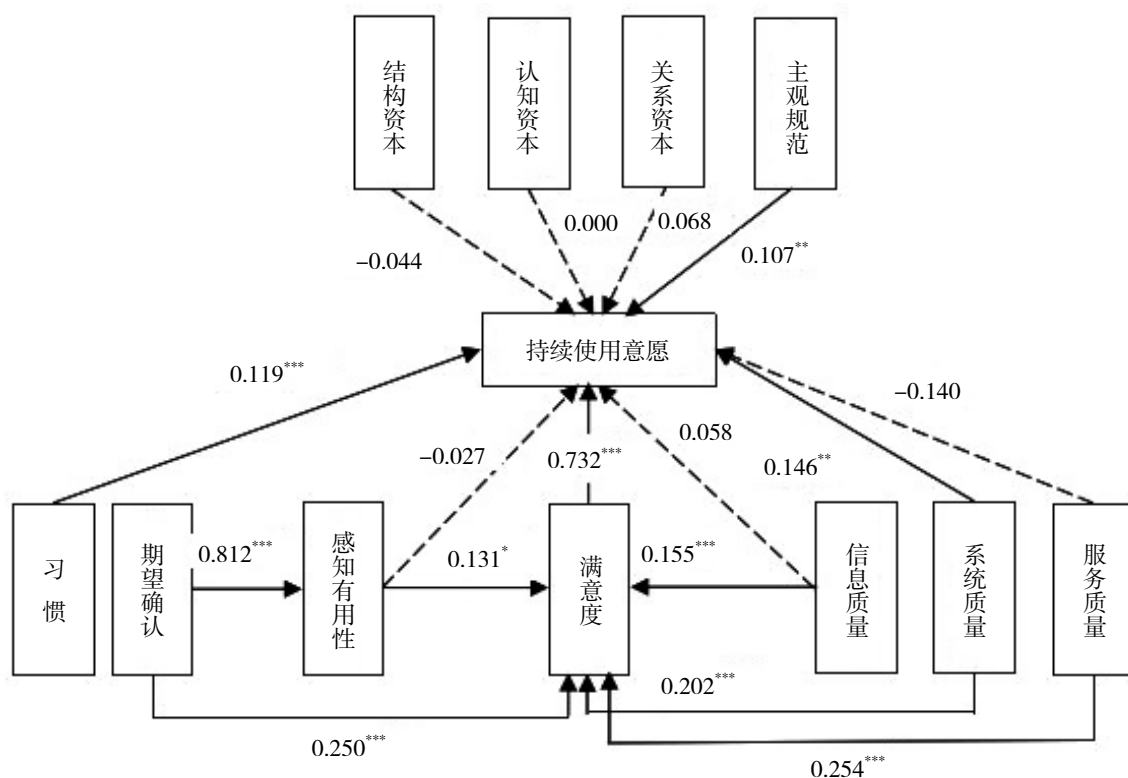 结构资本
认知资本
关系资本
主观规范
0.000
0.068
−0.044
0.107**
持续使用意愿
0.119***
−0.140
−0.027
0.732***
0.058
0.146**
习惯
期望确认
0.812***
感知有用性
0.131*
满意度
0.155***
信息质量
系统质量
服务质量
0.202***
0.250***
0.254***